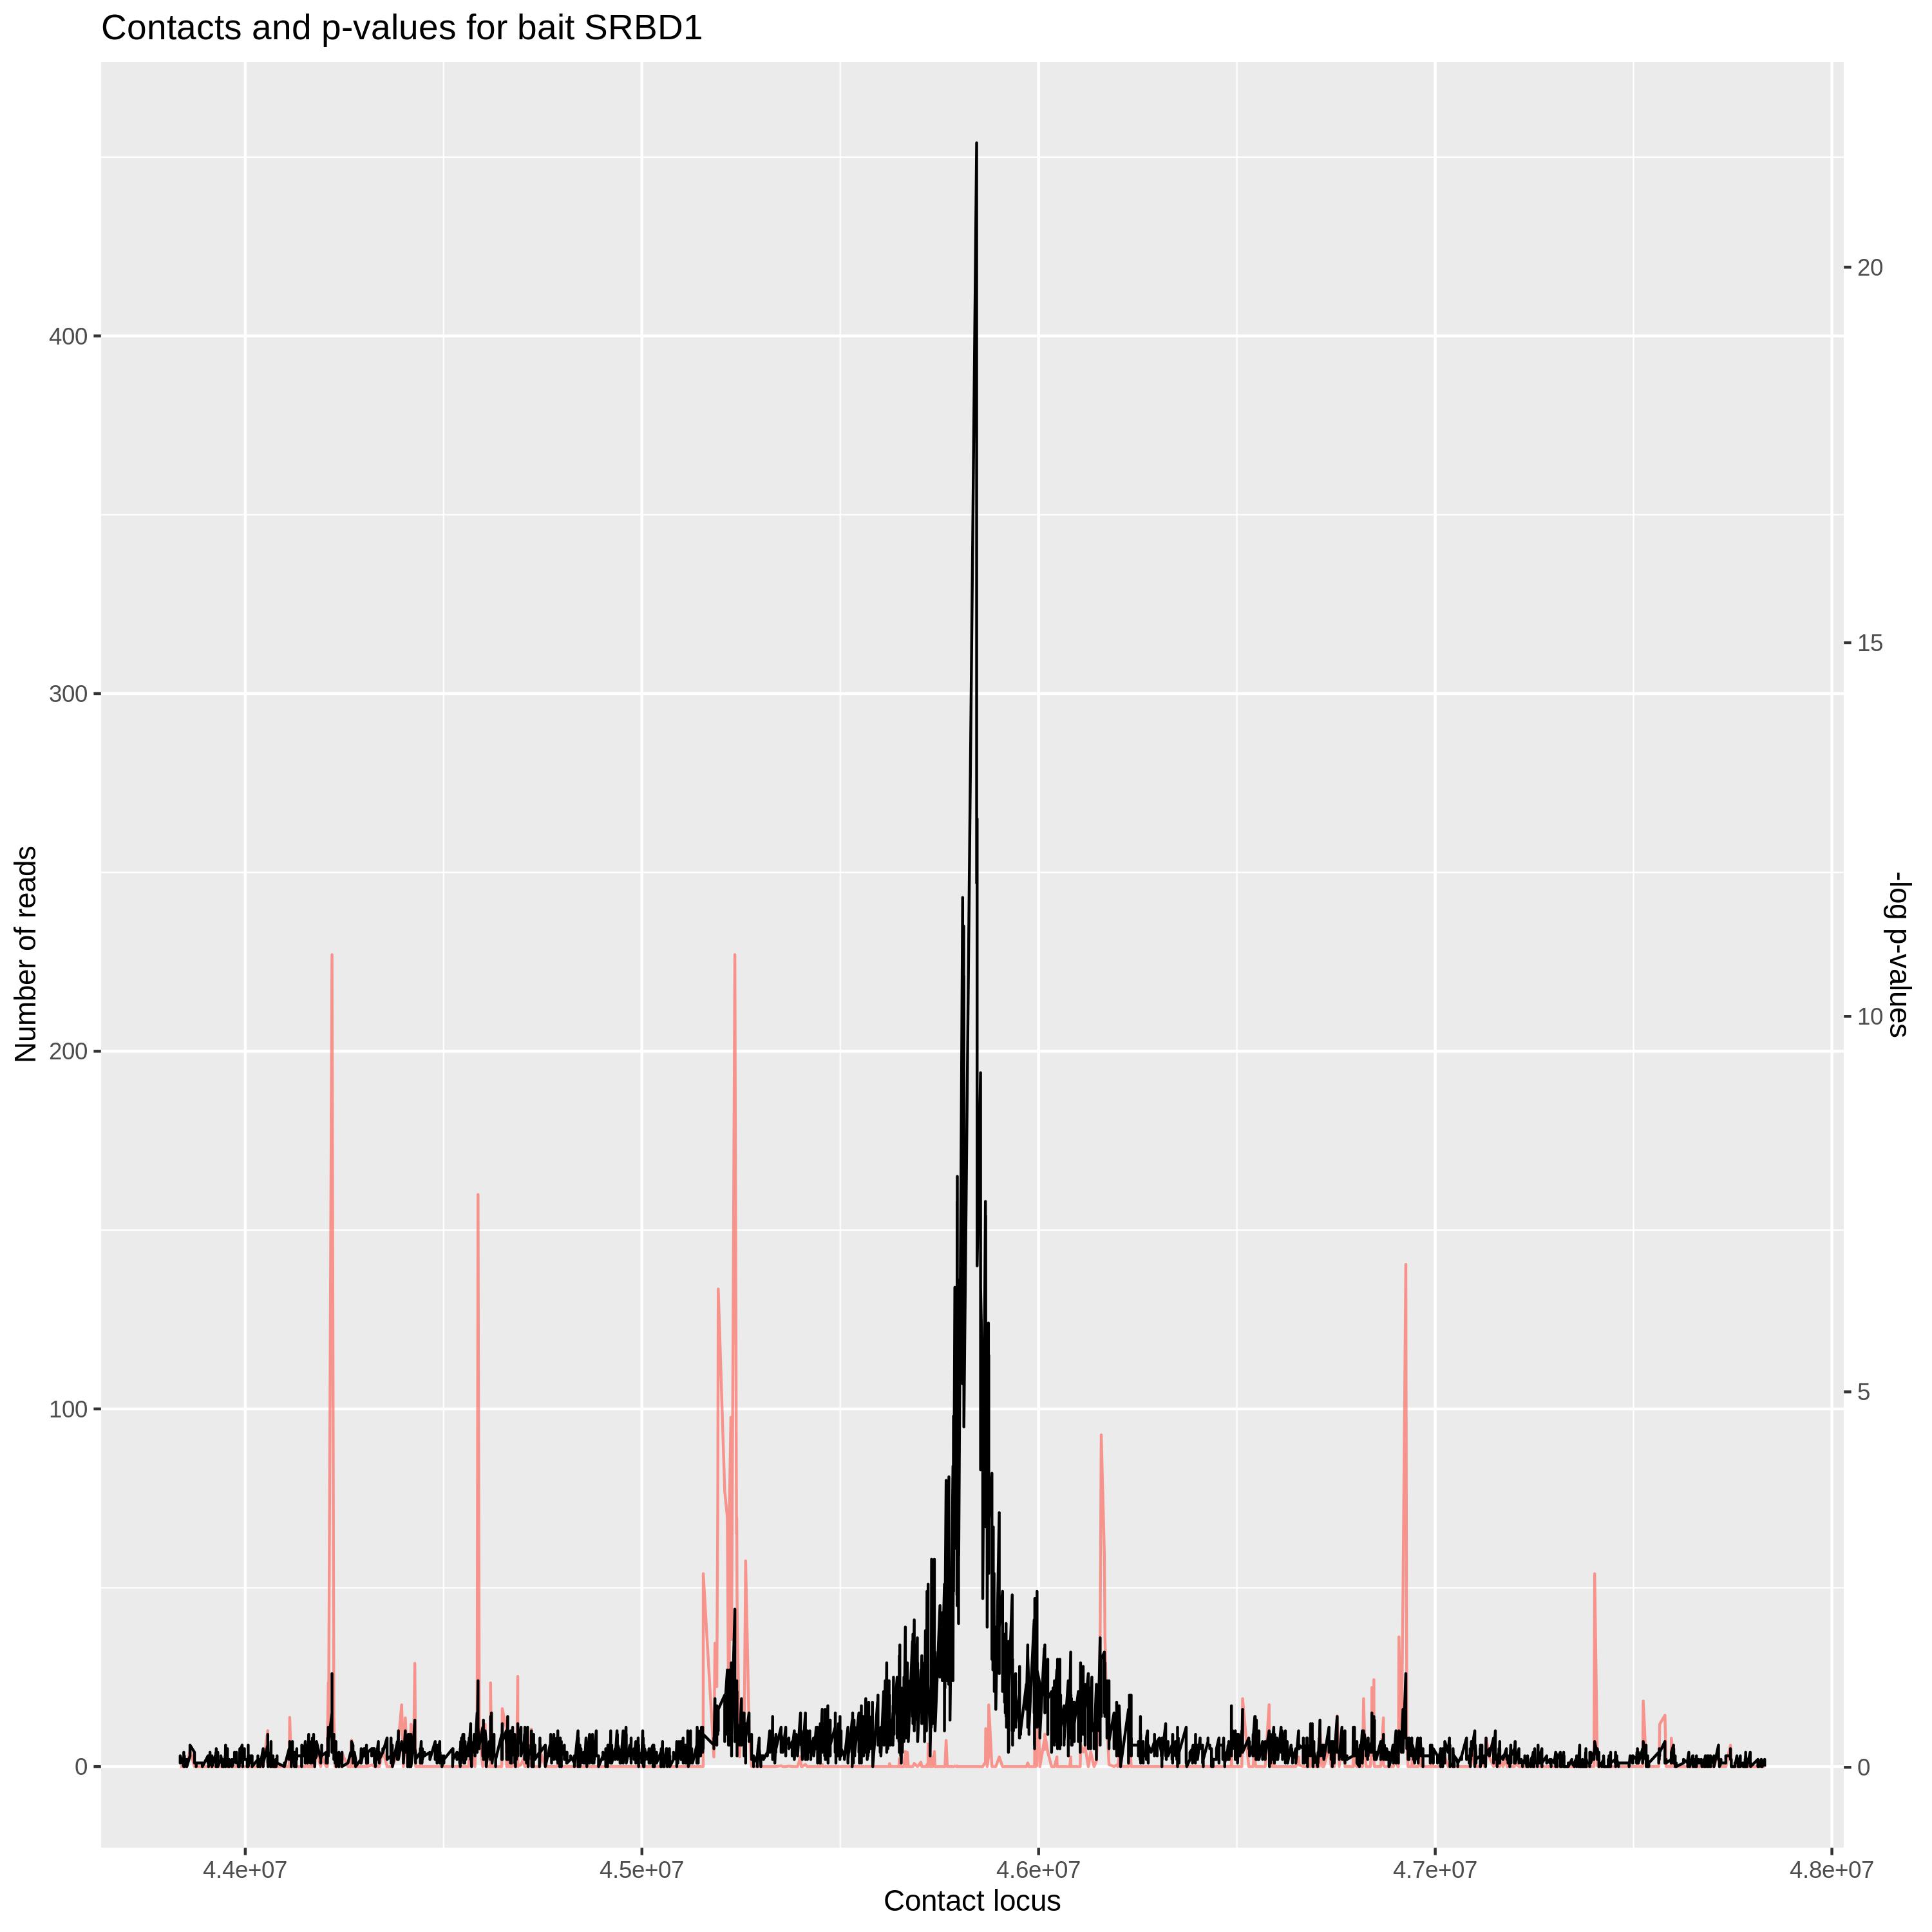 Contacts and p-values for bait SRBD1
Number of reads
400
300
200
100
0
20
15
10
5
0
-log p-values
4.4e+07 4.5e+07 4.6e+07 4.7e+07 4.8e+07
Contact locus